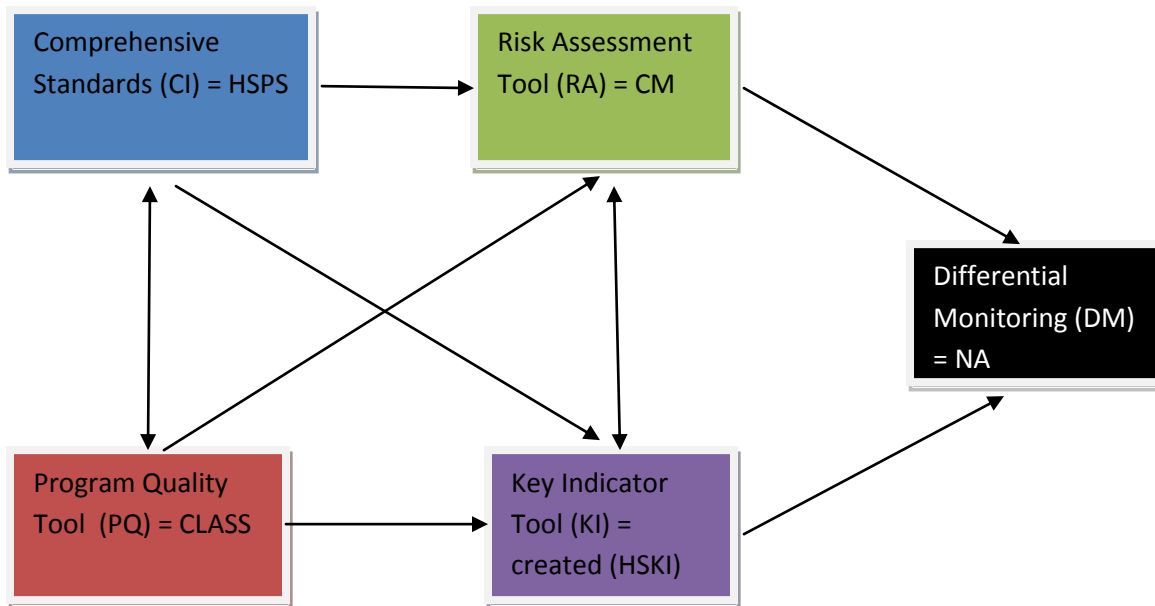 Comprehensive
Standards (CI) = HSPS
Risk Assessment
Tool (RA) = CM
Differential
Monitoring (DM)
= NA
Program Quality
Tool  (PQ) = CLASS
Key Indicator
Tool (KI) =
created (HSKI)